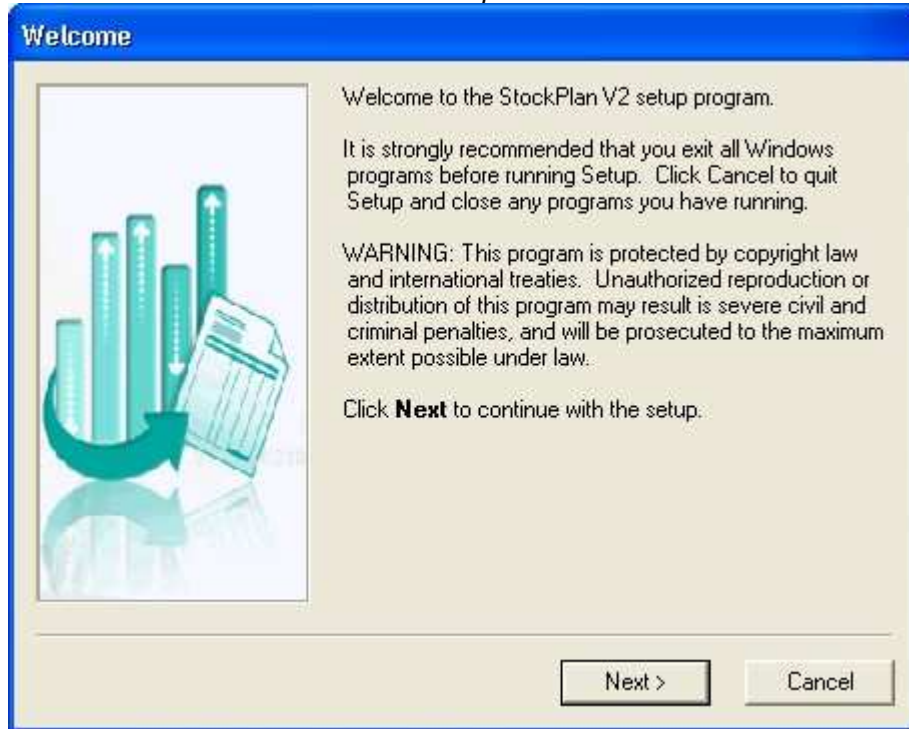 Welcome
Welcome to the StockPlan V2 setup program.
It is strongly recommended that you exit all Windows
programs before running Setup. Click Cancel to quit
Setup and close any programs you have running.
WARNING: This program is protected by copyright law
and international treaties. Unauthorized reproduction or
distribution of this program may result is severe civil and
criminal penalties, and will be prosecuted to the maximum
extent possible under law.
Click Next to continue with the setup.
Next >
Cancel